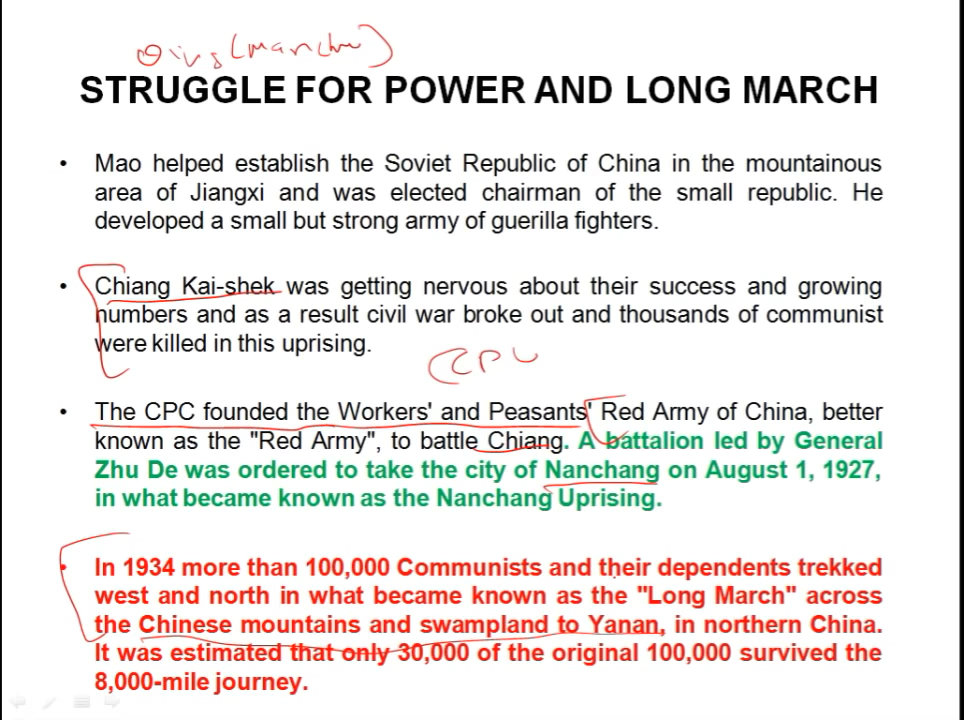 Qing (Manchu)
STRUGGLE FOR POWER AND LONG MARCH
• Mao helped establish the Soviet Republic of China in the mountainous
area of Jiangxi and was elected chairman of the small republic. He
developed a small but strong army of guerilla fighters.
• Chiang Kai-shek was getting nervous about their success and growing
numbers and as a result civil war broke out and thousands of communist
were killed in this uprising.
CPC
• The CPC founded the Workers' and Peasants' Red Army of China, better
known as the "Red Army", to battle Chiang. A battalion led by General
Zhu De was ordered to take the city of Nanchang on August 1, 1927,
in what became known as the Nanchang Uprising.
• In 1934 more than 100,000 Communists and their dependents trekked
west and north in what became known as the "Long March" across
the Chinese mountains and swampland to Yanan, in northern China.
It was estimated that only 30,000 of the original 100,000 survived the
8,000-mile journey.